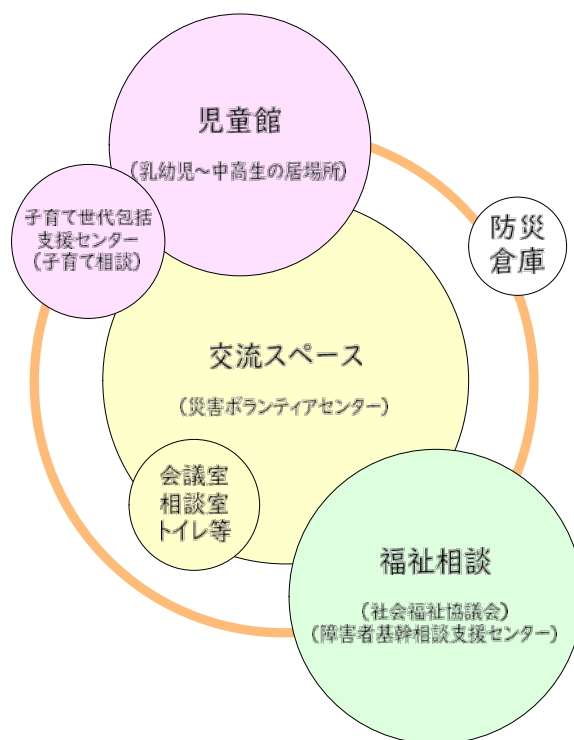 児童館
(乳幼児～中高生の居場所)
子育て世代包括
支援センター
(子育て相談)
防災
倉庫
交流スペース
(災害ボランティアセンター)
会議室
相談室
トイレ等
福祉相談
(社会福祉協議会)
(障害者基幹相談支援センター)